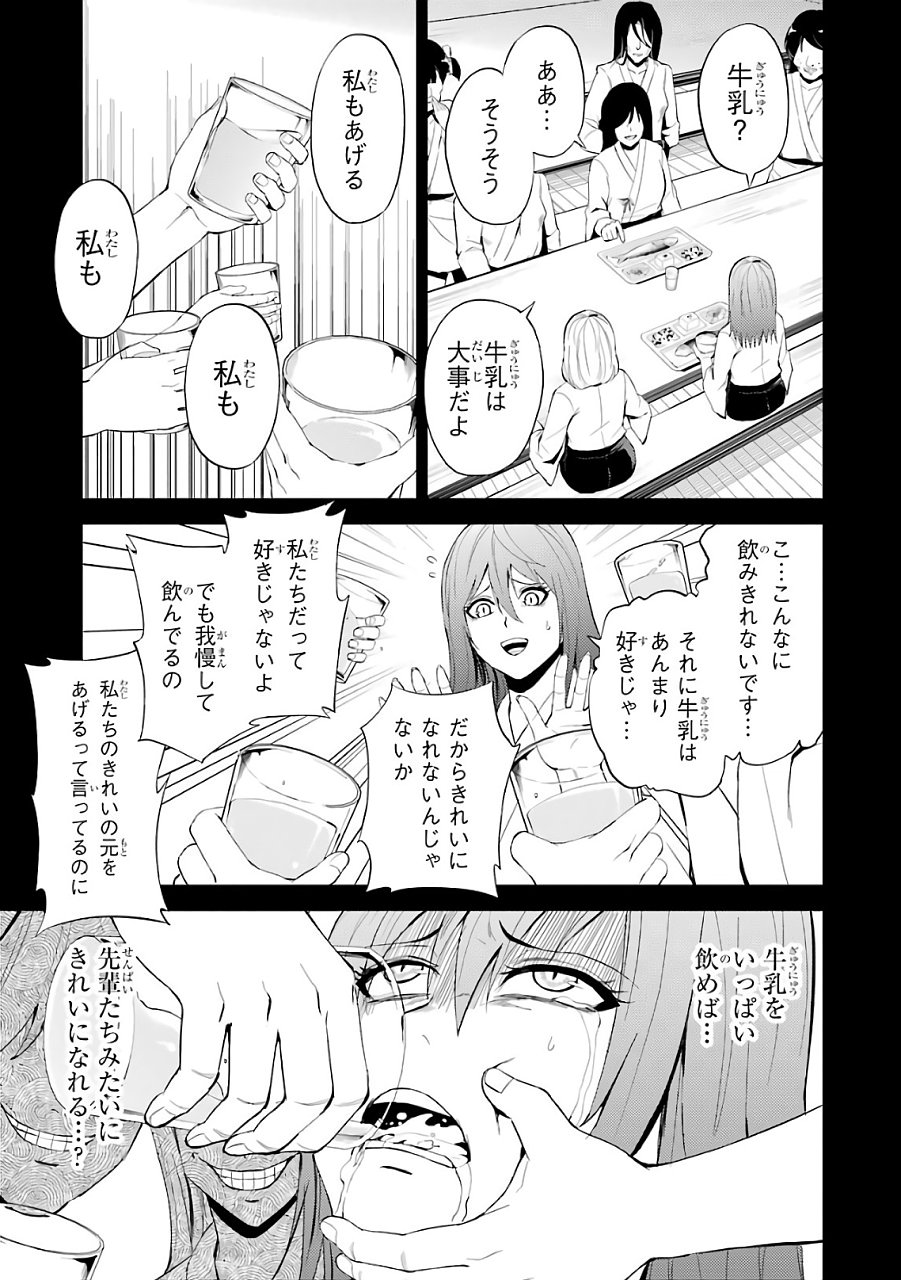 牛乳？
ああ…
そうそう
牛乳は
大事だよ
私もあげる
私も
私も
こ…こんなに
飲みきれないです…
それに牛乳は
あんまり
好きじゃ…
私たちだって
好きじゃないよ
でも我慢して
飲んでるの
だからきれいに
なれないんじゃ
ないか
私たちのきれいの元を
あげるって言ってるのに
牛乳を
いっぱい
飲めば…
先輩たちみたいに
きれいになれる……？